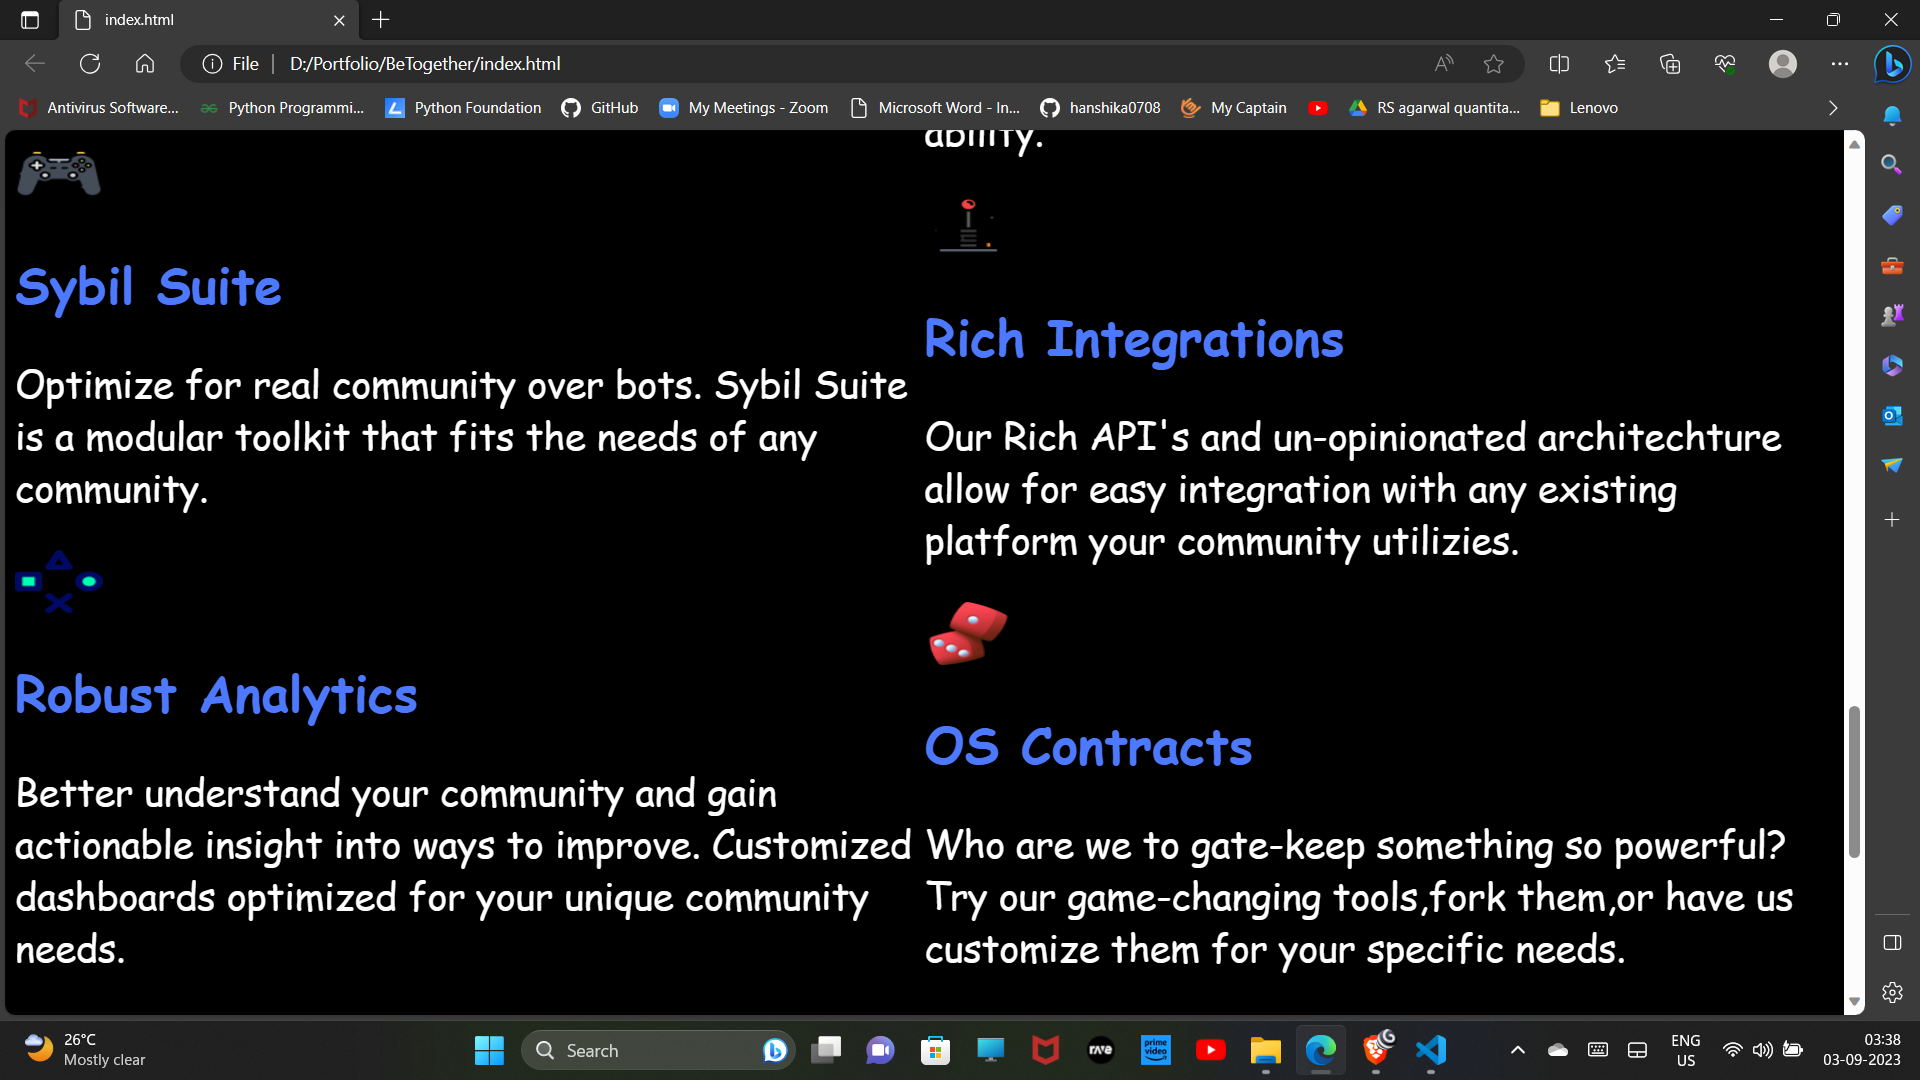 index.html
File
D:/Portfolio/BeTogether/index.html
Antivirus Software...
Python Programmi...
Python Foundation
GitHub
My Meetings - Zoom
Microsoft Word - In...
hanshika0708
My Captain
RS agarwal quantita...
Lenovo
Sybil Suite
Optimize for real community over bots. Sybil Suite
is a modular toolkit that fits the needs of any
community.
Robust Analytics
Better understand your community and gain
actionable insight into ways to improve. Customized
dashboards optimized for your unique community
needs.
ability.
Rich Integrations
Our Rich API's and un-opinionated architechture
allow for easy integration with any existing
platform your community utilizies.
OS Contracts
Who are we to gate-keep something so powerful?
Try our game-changing tools,fork them,or have us
customize them for your specific needs.
26°C
Mostly clear
Search
rave
prime
video
ENG
US
03:38
03-09-2023